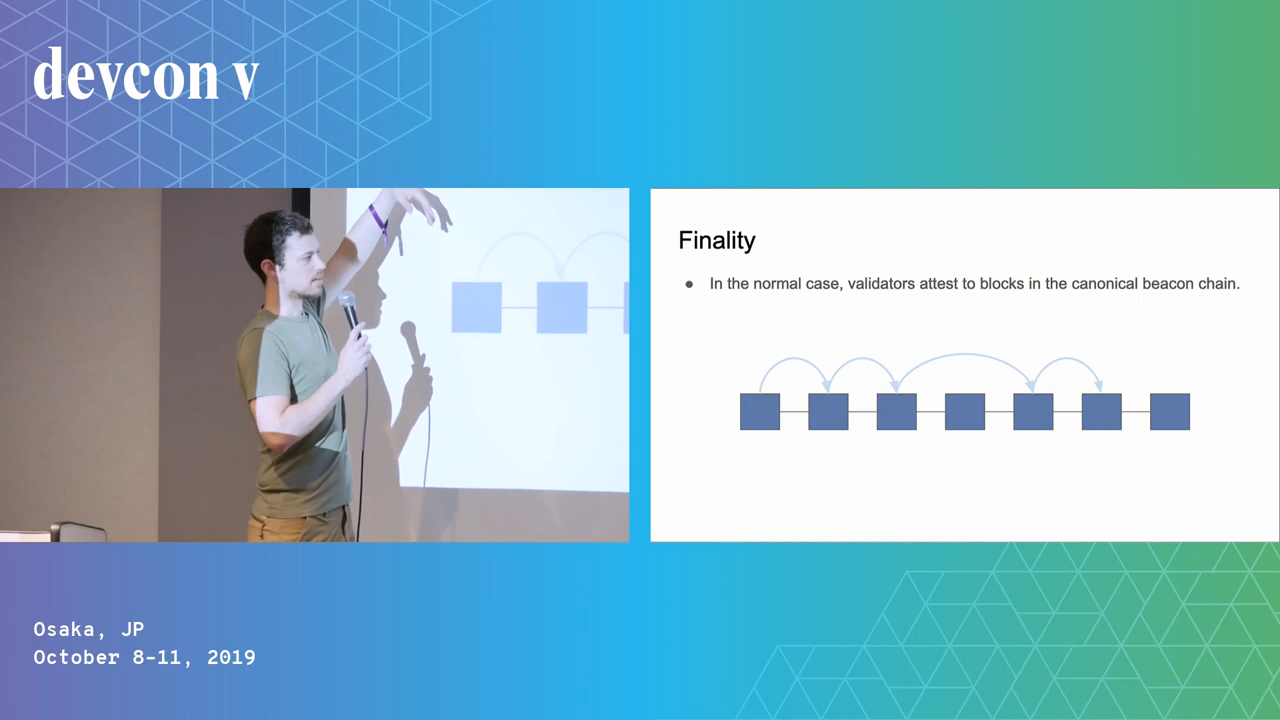 devcon v
Finality
● In the normal case, validators attest to blocks in the canonical beacon chain.
Osaka, JP
October 8-11, 2019